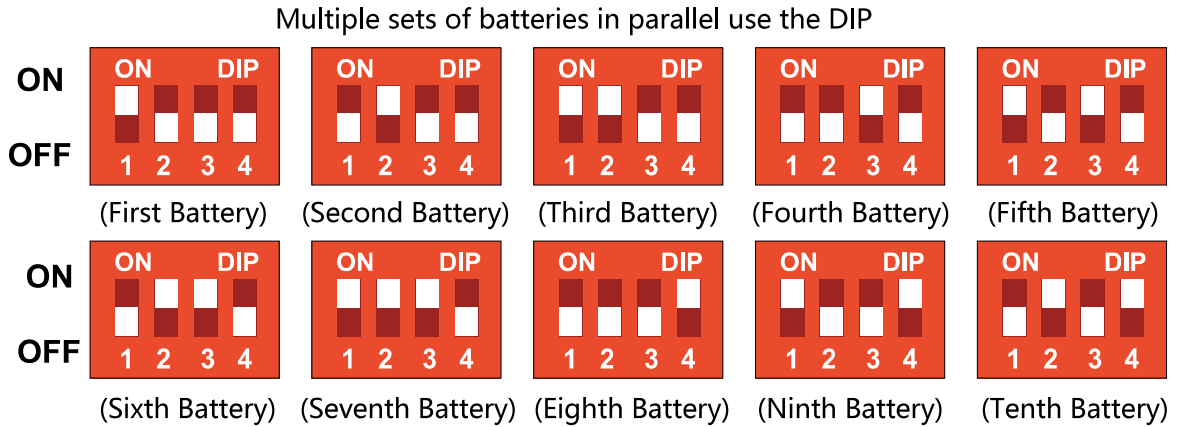 Multiple sets of batteries in parallel use the DIP
ON
ON DIP
ON DIP
ON DIP
ON DIP
ON DIP
OFF
1 2 3 4
1 2 3 4
1 2 3 4
1 2 3 4
1 2 3 4
(First Battery)
(Second Battery)
(Third Battery)
(Fourth Battery)
(Fifth Battery)
ON
ON DIP
ON DIP
ON DIP
ON DIP
ON DIP
OFF
1 2 3 4
1 2 3 4
1 2 3 4
1 2 3 4
1 2 3 4
(Sixth Battery)
(Seventh Battery)
(Eighth Battery)
(Ninth Battery)
(Tenth Battery)